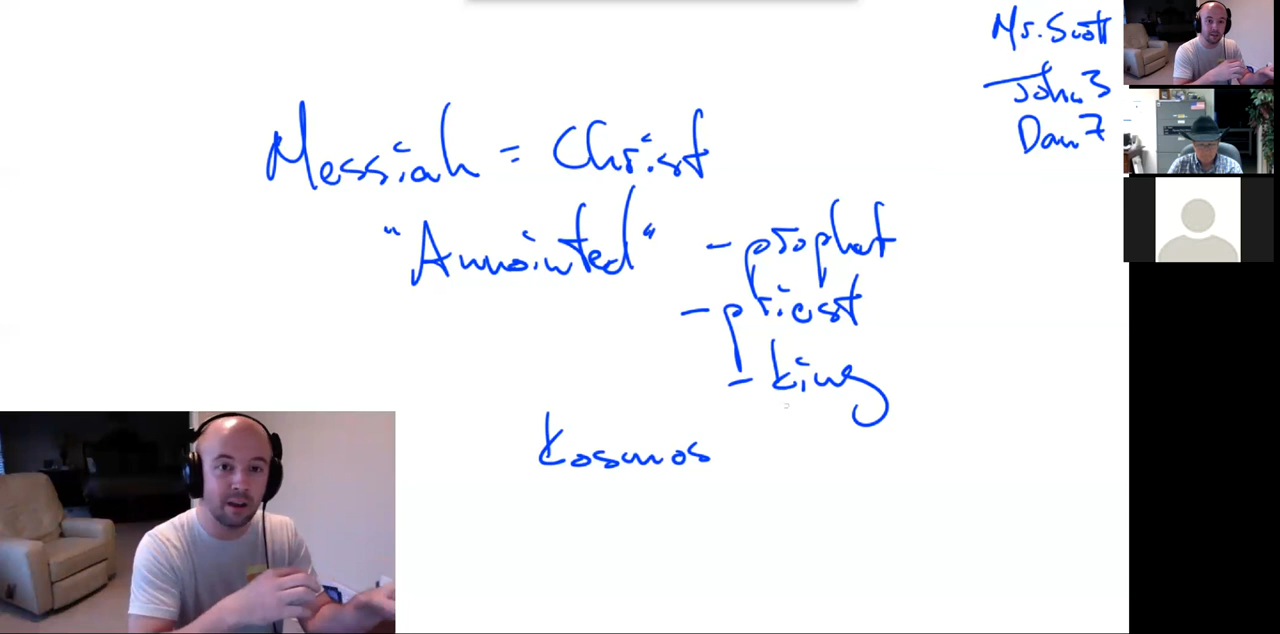 Mr. Scott
John 3
Dan 7
Messiah = Christ
"Annointed" - prophet
- priest
- king
kosmos